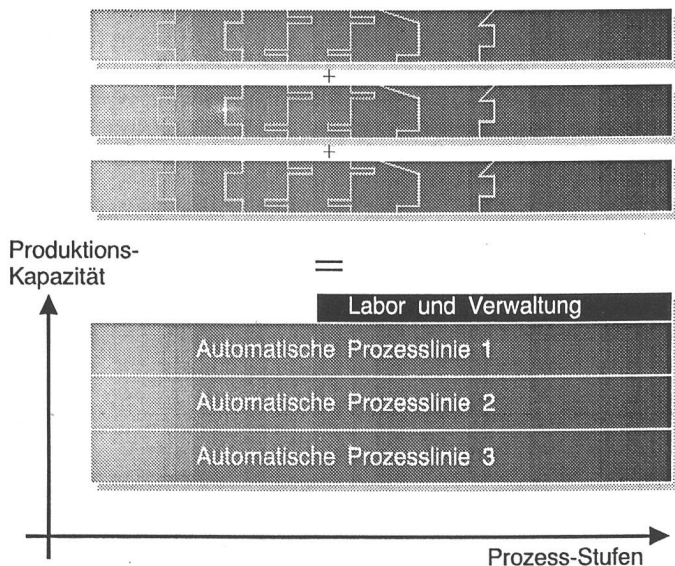 +
+
Produktions-
Kapazität
=
Labor und Verwaltung
Automatische Prozesslinie 1
Automatische Prozesslinie 2
Automatische Prozesslinie 3
Prozess-Stufen